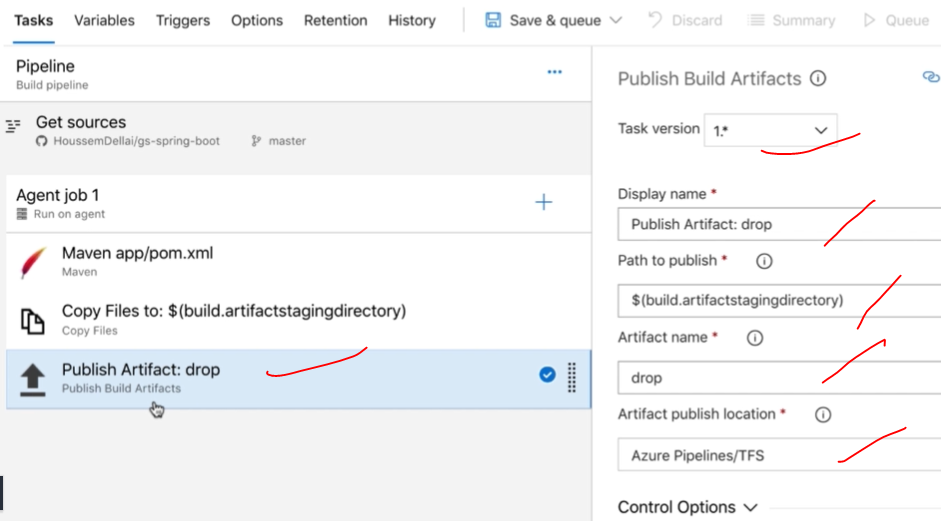 Tasks Variables Triggers Options Retention History Save & queue Discard Summary Queue
Pipeline
Build pipeline
...
Get sources
HoussemDellai/gs-spring-boot master
Agent job 1
Run on agent
Maven app/pom.xml
Maven
Copy Files to: $(build.artifactstagingdirectory)
Copy Files
Publish Artifact: drop
Publish Build Artifacts
Publish Build Artifacts
Task version 1.*
Display name *
Publish Artifact: drop
Path to publish *
$(build.artifactstagingdirectory)
Artifact name *
drop
Artifact publish location *
Azure Pipelines/TFS
Control Options